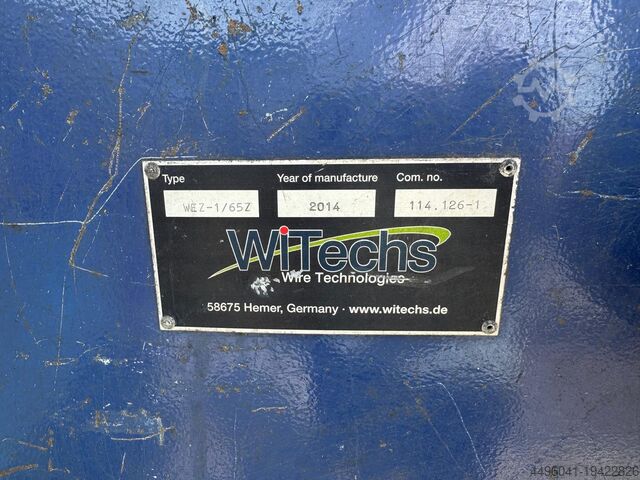 Type Year of manufacture Com. no.
WEZ-1/65Z 2014 114.126-1
WiTechs
Wire Technologies
58675 Hemer, Germany · www.witechs.de
4496041-19422826